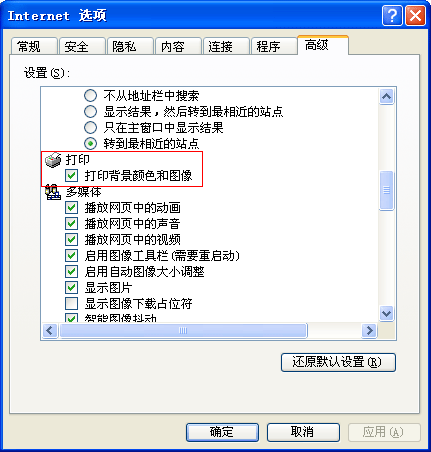 Internet 选项
常规 安全 隐私 内容 连接 程序 高级
设置(S):
不从地址栏中搜索
显示结果，然后转到最相近的站点
只在主窗口中显示结果
转到最相近的站点
打印
打印背景颜色和图像
多媒体
播放网页中的动画
播放网页中的声音
播放网页中的视频
启用图像工具栏(需要重启动)
启用自动图像大小调整
显示图片
显示图像下载占位符
智能图像抖动
还原默认设置(R)
确定 取消 应用(A)